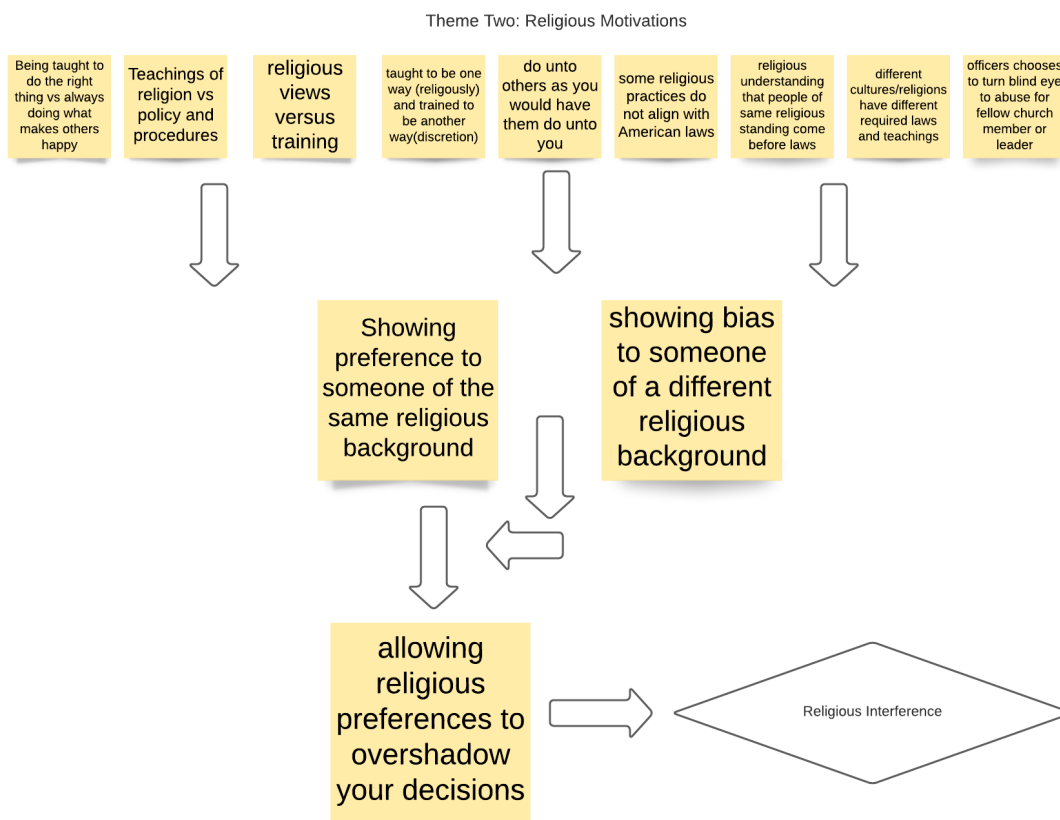 Theme Two: Religious Motivations
Being taught to
do the right
thing vs always
doing what
makes others
happy
Teachings of
religion vs
policy and
procedures
religious
views
versus
training
taught to be one
way (religously)
and trained to
be another
way(discretion)
do unto
others as you
would have
them do unto
you
some religious
practices do
not align with
American laws
religious
understanding
that people of
same religious
standing come
before laws
different
cultures/religions
have different
required laws
and teachings
officers chooses
to turn blind eye
to abuse for
fellow church
member or
leader
Showing
preference to
someone of the
same religious
background
showing bias
to someone
of a different
religious
background
allowing
religious
preferences to
overshadow
your decisions
Religious Interference